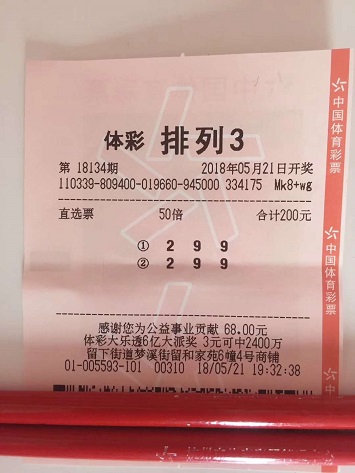 体彩 排列3
第 18134期 2018年05月21日开奖
110339-809400-019660-945000 334175 Mk8+wg
直选票 50倍 合计200元
① 2 9 9
② 2 9 9
感谢您为公益事业贡献 68.00元
体彩大乐透6亿大派奖 3元可中2400万
留下街道梦溪街留和家苑6幢4号商铺
01-005593-101 00310 18/05/21 19:32:38
中国体育彩票
中国体育彩票
中国体育彩票